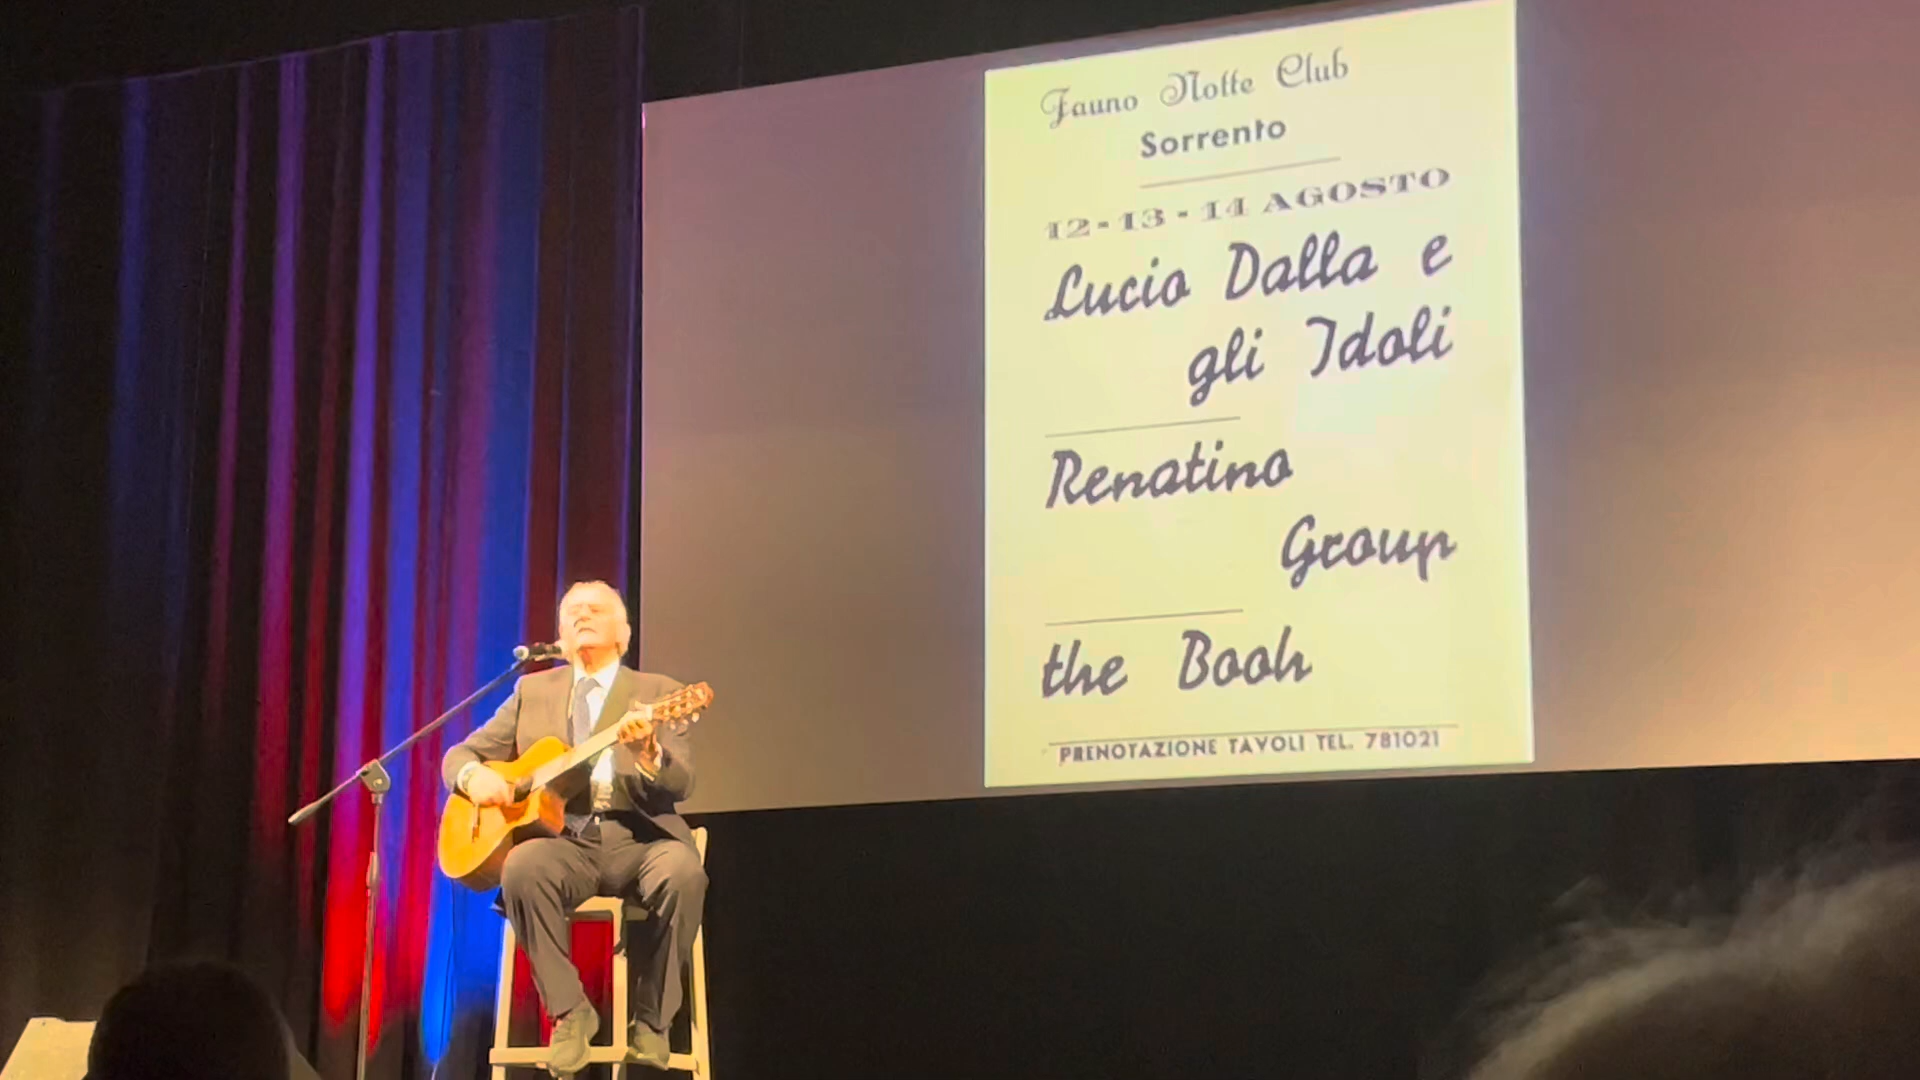 Fauno Notte Club
Sorrento
12 - 13 - 14 AGOSTO
Lucio Dalla e
gli Idoli
Renatino
Group
the Booh
PRENOTAZIONE TAVOLI TEL. 781021